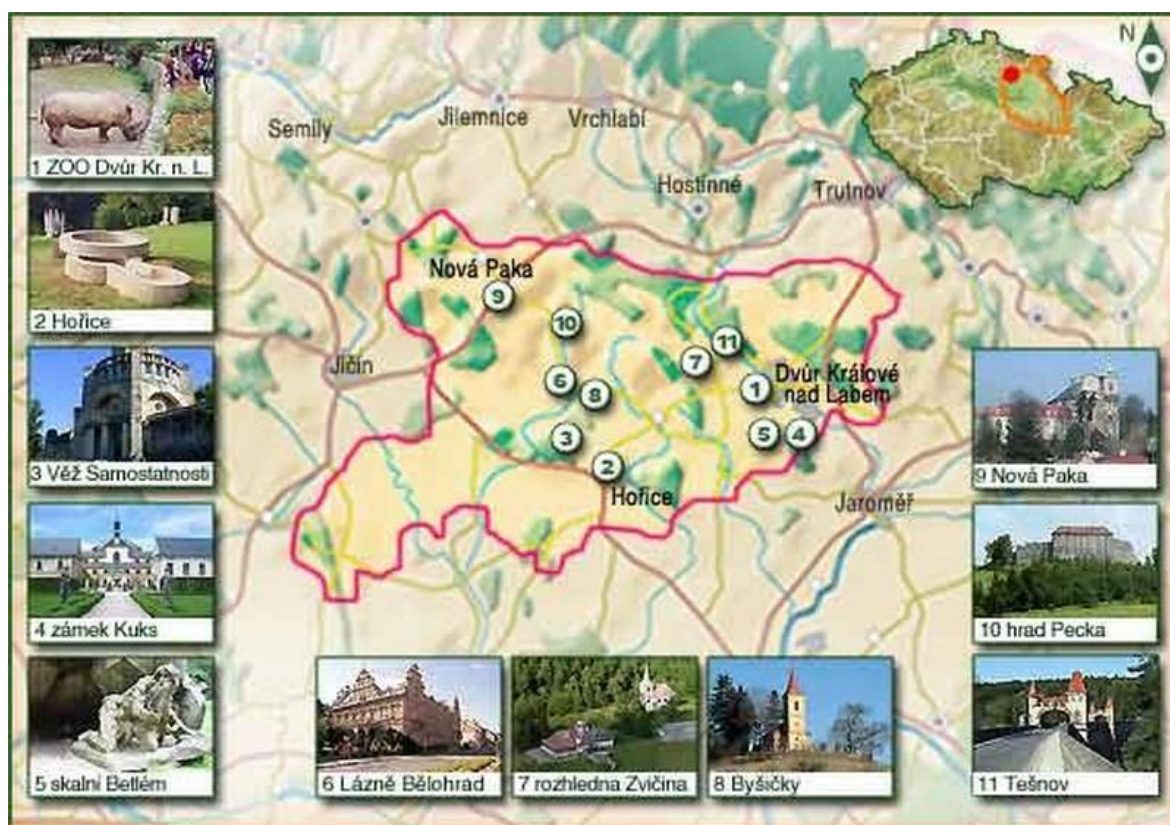 N
Semily
Jilemnice
Vrchlabí
Hostinné
Trutnov
Nová Paka
Jičín
Dvůr Králové
nad Labem
Hořice
Jaroměř
9
10
11
7
1
6
8
3
5
4
2
1 ZOO Dvůr Kr. n. L.
2 Hořice
3 Věž Samostatnosti
4 zámek Kuks
5 skalní Betlém
6 Lázně Bělohrad
7 rozhledna Zvičina
8 Byšičky
9 Nová Paka
10 hrad Pecka
11 Tešnov